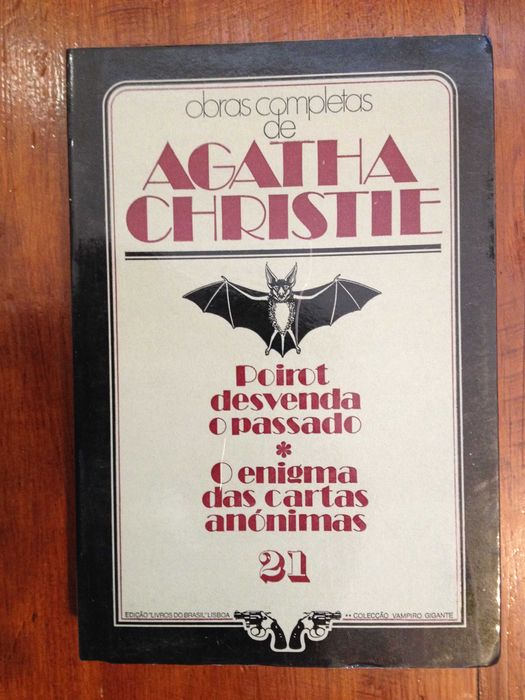 obras completas
de
AGATHA
CHRISTIE
Poirot
desvenda
o passado
*
O enigma
das cartas
anónimas
21
EDIÇÃO "LIVROS DO BRASIL" LISBOA
** COLECÇÃO VAMPIRO GIGANTE